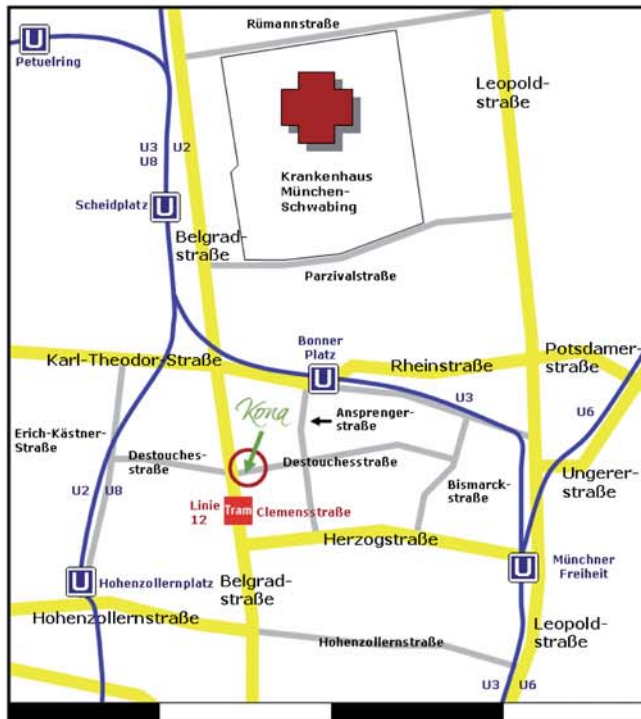 Rümannstraße
U
Petuelring
Leopold-
straße
U3
U8
U2
Krankenhaus
München-
Schwabing
Scheidplatz
U
Belgrad-
straße
Parzivalstraße
Bonner
Platz
U
Karl-Theodor-Straße
Rheinstraße
Potsdamer-
straße
U3
U6
Kona
Ansprenger-
straße
Erich-Kästner-
Straße
Destouches-
straße
Destouchesstraße
U2
U8
Bismarck-
straße
Ungerer-
straße
Linie
12
Tram
Clemensstraße
Herzogstraße
U
Hohenzollernplatz
Belgrad-
straße
U
Münchner
Freiheit
Hohenzollernstraße
Hohenzollernstraße
Leopold-
straße
U3
U6